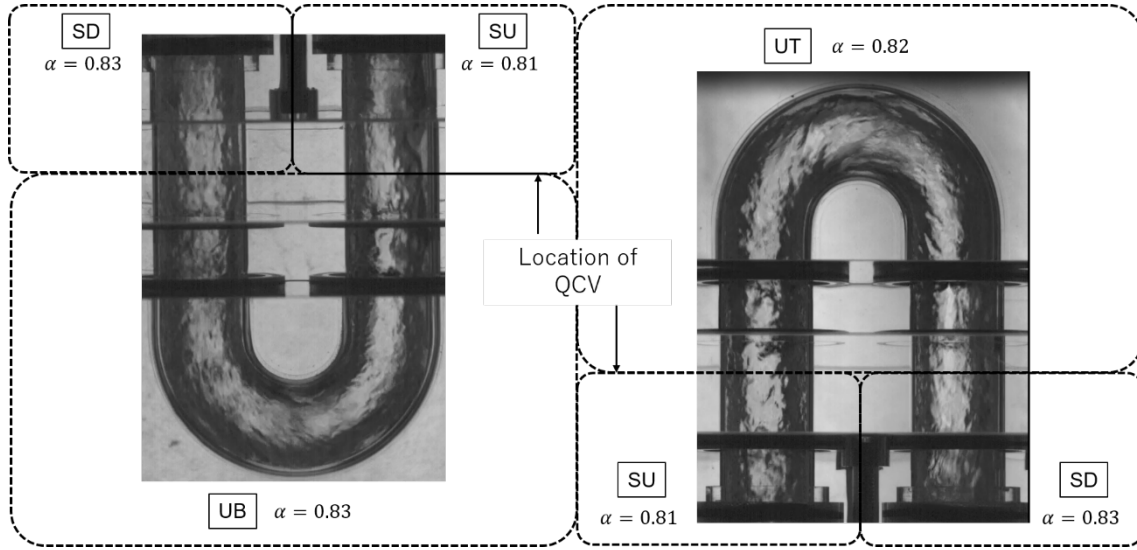 SD
α = 0.83
SU
α = 0.81
UT
α = 0.82
Location of
QCV
UB
α = 0.83
SU
α = 0.81
SD
α = 0.83